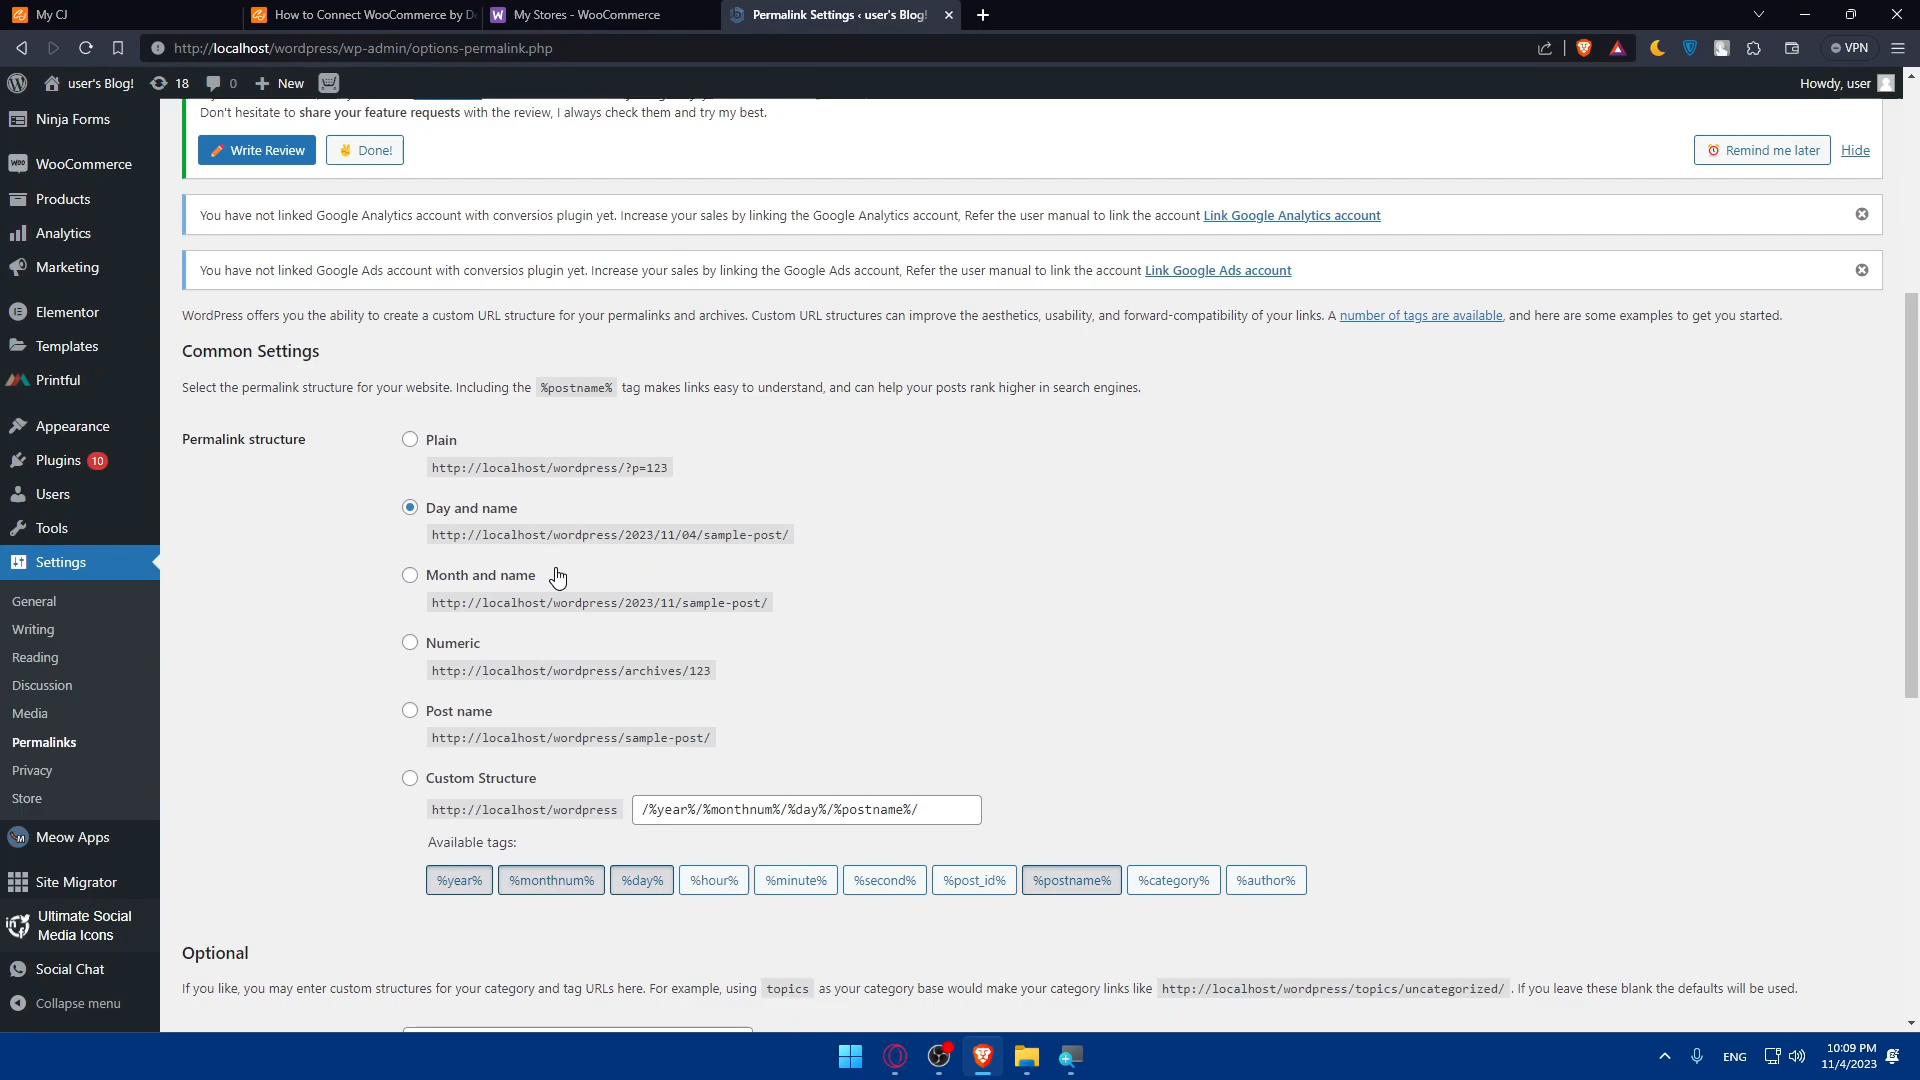 My CJ
How to Connect WooCommerce by D
My Stores - WooCommerce
Permalink Settings ‹ user's Blog!
http://localhost/wordpress/wp-admin/options-permalink.php
VPN
user's Blog!
18
0
New
Howdy, user
Ninja Forms
WooCommerce
Products
Analytics
Marketing
Elementor
Templates
Printful
Appearance
Plugins 10
Users
Tools
Settings
General
Writing
Reading
Discussion
Media
Permalinks
Privacy
Store
Meow Apps
Site Migrator
Ultimate Social
Media Icons
Social Chat
Collapse menu
Don't hesitate to share your feature requests with the review, I always check them and try my best.
Write Review
Done!
Remind me later
Hide
You have not linked Google Analytics account with conversios plugin yet. Increase your sales by linking the Google Analytics account, Refer the user manual to link the account Link Google Analytics account
You have not linked Google Ads account with conversios plugin yet. Increase your sales by linking the Google Ads account, Refer the user manual to link the account Link Google Ads account
WordPress offers you the ability to create a custom URL structure for your permalinks and archives. Custom URL structures can improve the aesthetics, usability, and forward-compatibility of your links. A number of tags are available, and here are some examples to get you started.
Common Settings
Select the permalink structure for your website. Including the %postname% tag makes links easy to understand, and can help your posts rank higher in search engines.
Permalink structure
Plain
http://localhost/wordpress/?p=123
Day and name
http://localhost/wordpress/2023/11/04/sample-post/
Month and name
http://localhost/wordpress/2023/11/sample-post/
Numeric
http://localhost/wordpress/archives/123
Post name
http://localhost/wordpress/sample-post/
Custom Structure
http://localhost/wordpress /%year%/%monthnum%/%day%/%postname%/
Available tags:
%year% %monthnum% %day% %hour% %minute% %second% %post_id% %postname% %category% %author%
Optional
If you like, you may enter custom structures for your category and tag URLs here. For example, using topics as your category base would make your category links like http://localhost/wordpress/topics/uncategorized/ . If you leave these blank the defaults will be used.
ENG
10:09 PM
11/4/2023